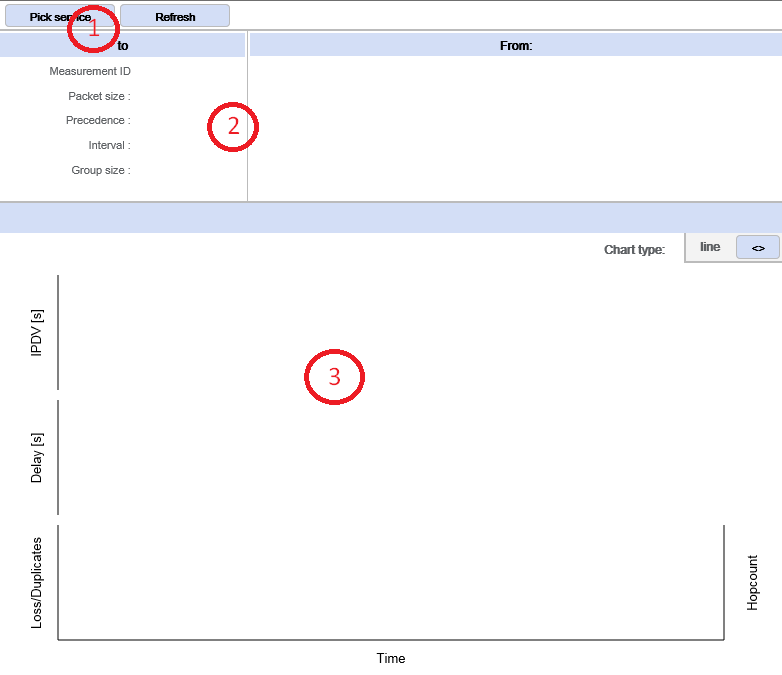 Pick service Refresh
1
to From:
Measurement ID
Packet size :
Precedence :
2
Interval :
Group size :
Chart type: line <>
IPDV [s]
3
Delay [s]
Loss/Duplicates
Hopcount
Time